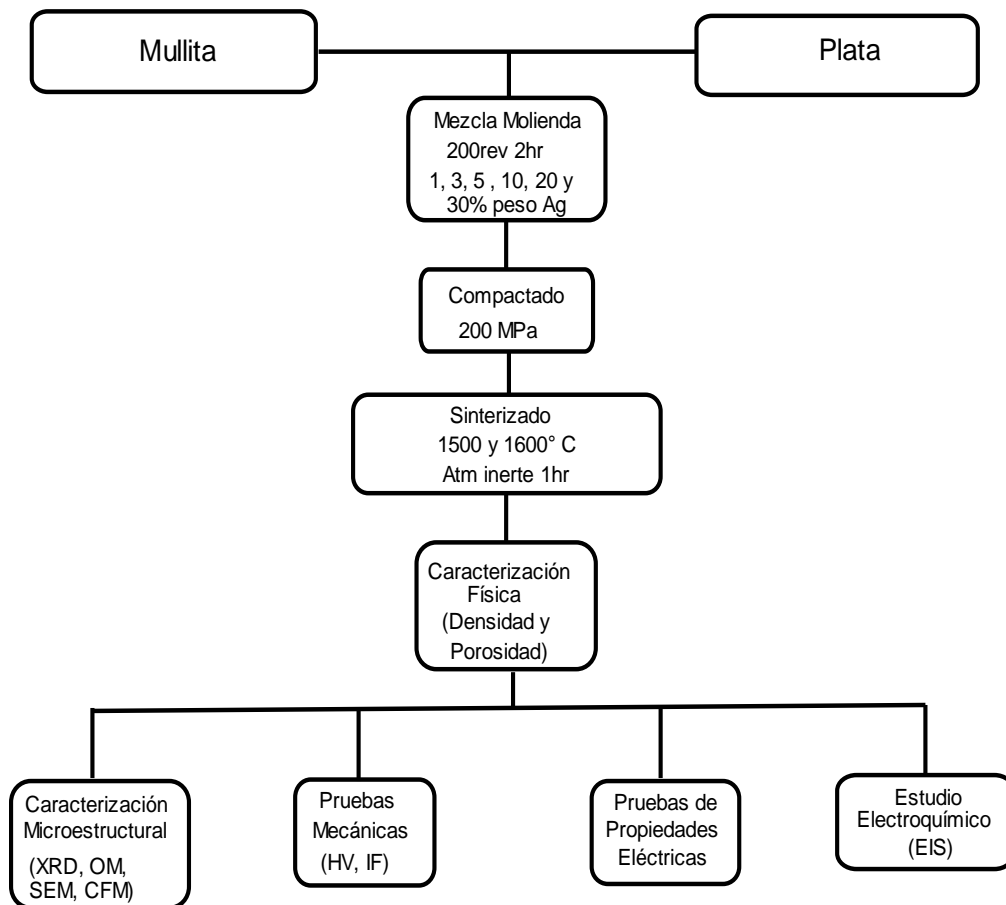 Mullita
Plata
Mezcla Molienda
200rev 2hr
1, 3, 5 , 10, 20 y
30% peso Ag
Compactado
200 MPa
Sinterizado
1500 y 1600° C
Atm inerte 1hr
Caracterización
Física
(Densidad y
Porosidad)
Caracterización
Microestructural
(XRD, OM,
SEM, CFM)
Pruebas
Mecánicas
(HV, IF)
Pruebas de
Propiedades
Eléctricas
Estudio
Electroquímico
(EIS)